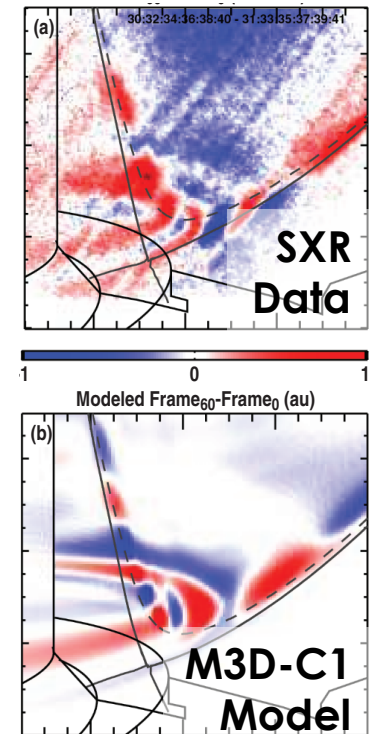 (a)
30:32:34:36:38:40 - 31:33:35:37:39:41
SXR
Data
-1 0 1
Modeled Frame60-Frame0 (au)
(b)
M3D-C1
Model